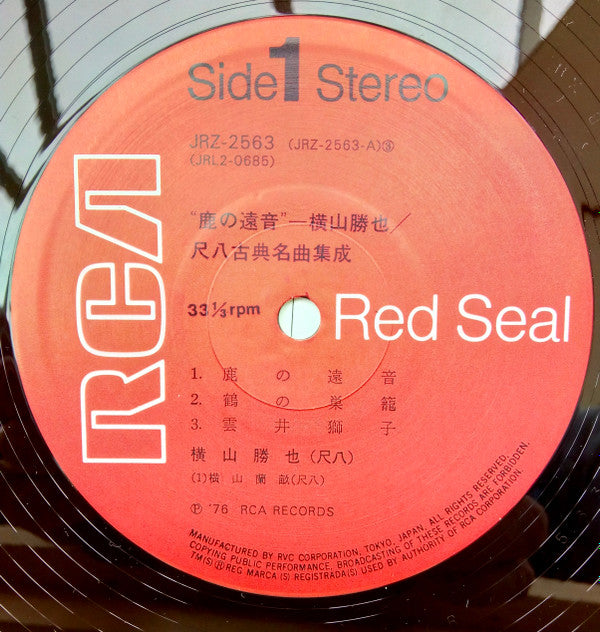 Side 1 Stereo
JRZ-2563 (JRZ-2563-A)③
(JRL2-0685)
"鹿の遠音"—横山勝也/
尺八古典名曲集成
RCA
33 1/3 rpm
Red Seal
1. 鹿の遠音
2. 鶴の巣籠
3. 雲井獅子
横山勝也(尺八)
(1)横山蘭畝(尺八)
Ⓟ '76 RCA RECORDS
MANUFACTURED BY RVC CORPORATION, TOKYO, JAPAN. ALL RIGHTS RESERVED.
COPYING PUBLIC PERFORMANCE, BROADCASTING OF THESE RECORDS ARE FORBIDDEN.
TM(S)® REG MARCA(S) REGISTRADA(S) USED BY AUTHORITY OF RCA CORPORATION.